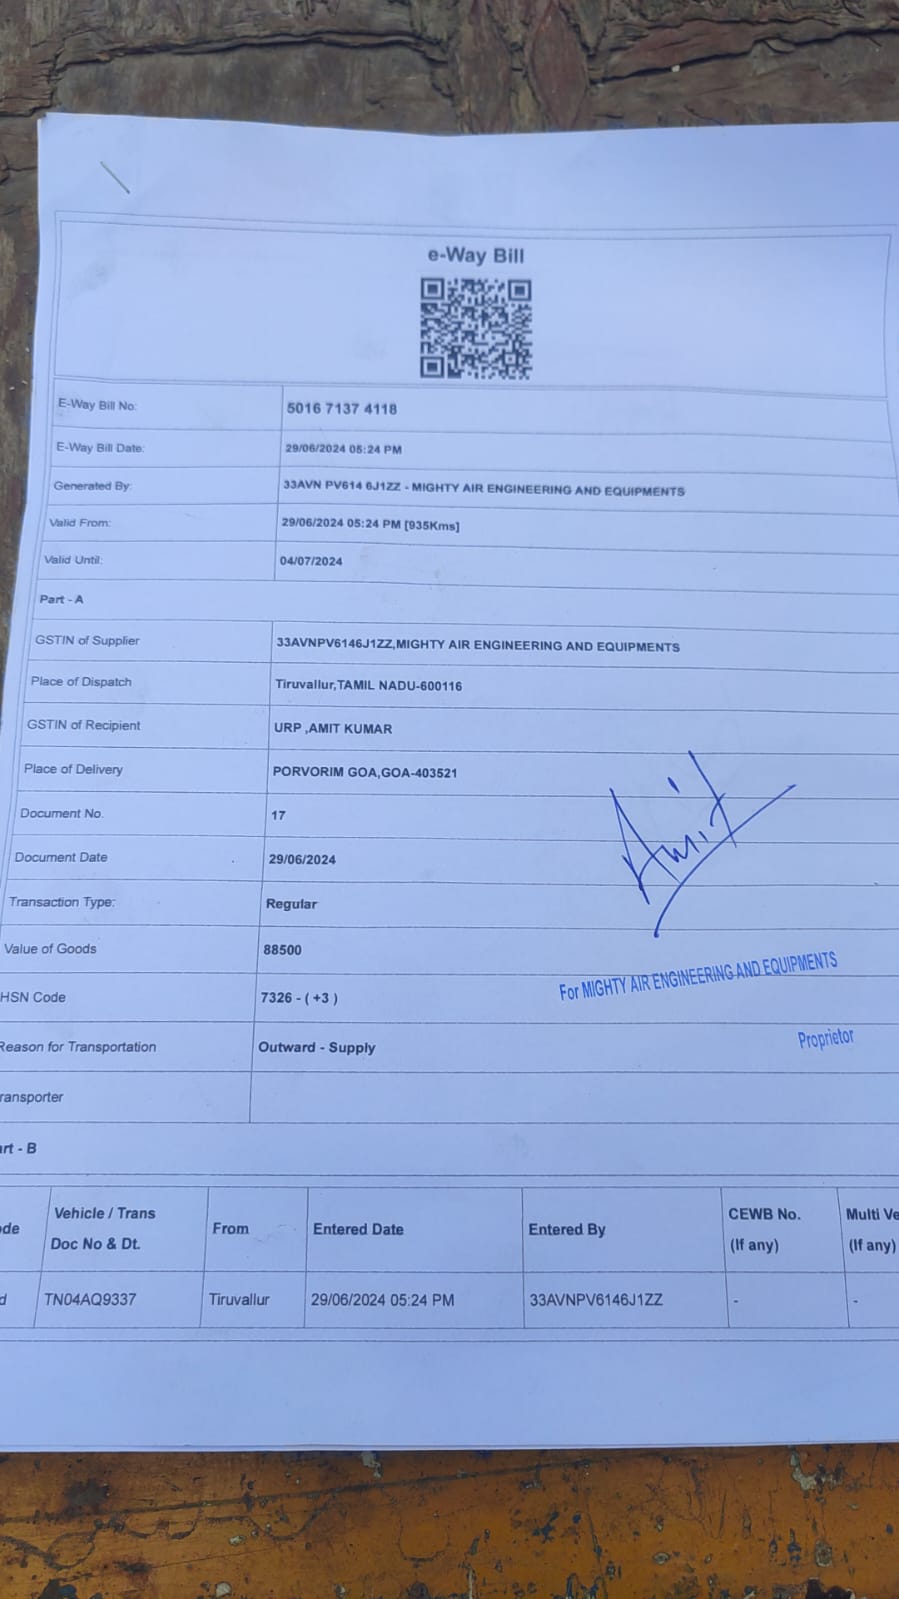 e-Way Bill
E-Way Bill No: 5016 7137 4118
E-Way Bill Date: 29/06/2024 05:24 PM
Generated By: 33AVN PV614 6J1ZZ - MIGHTY AIR ENGINEERING AND EQUIPMENTS
Valid From: 29/06/2024 05:24 PM [935Kms]
Valid Until: 04/07/2024
Part - A
GSTIN of Supplier 33AVNPV6146J1ZZ,MIGHTY AIR ENGINEERING AND EQUIPMENTS
Place of Dispatch Tiruvallur,TAMIL NADU-600116
GSTIN of Recipient URP ,AMIT KUMAR
Place of Delivery PORVORIM GOA,GOA-403521
Document No. 17
Document Date 29/06/2024
Transaction Type: Regular
Amit
Value of Goods 88500
For MIGHTY AIR ENGINEERING AND EQUIPMENTS
HSN Code 7326 - ( +3 )
Proprietor
Reason for Transportation Outward - Supply
ransporter
art - B
de Vehicle / Trans Doc No & Dt. From Entered Date Entered By CEWB No. (If any) Multi Ve (If any)
d TN04AQ9337 Tiruvallur 29/06/2024 05:24 PM 33AVNPV6146J1ZZ - -